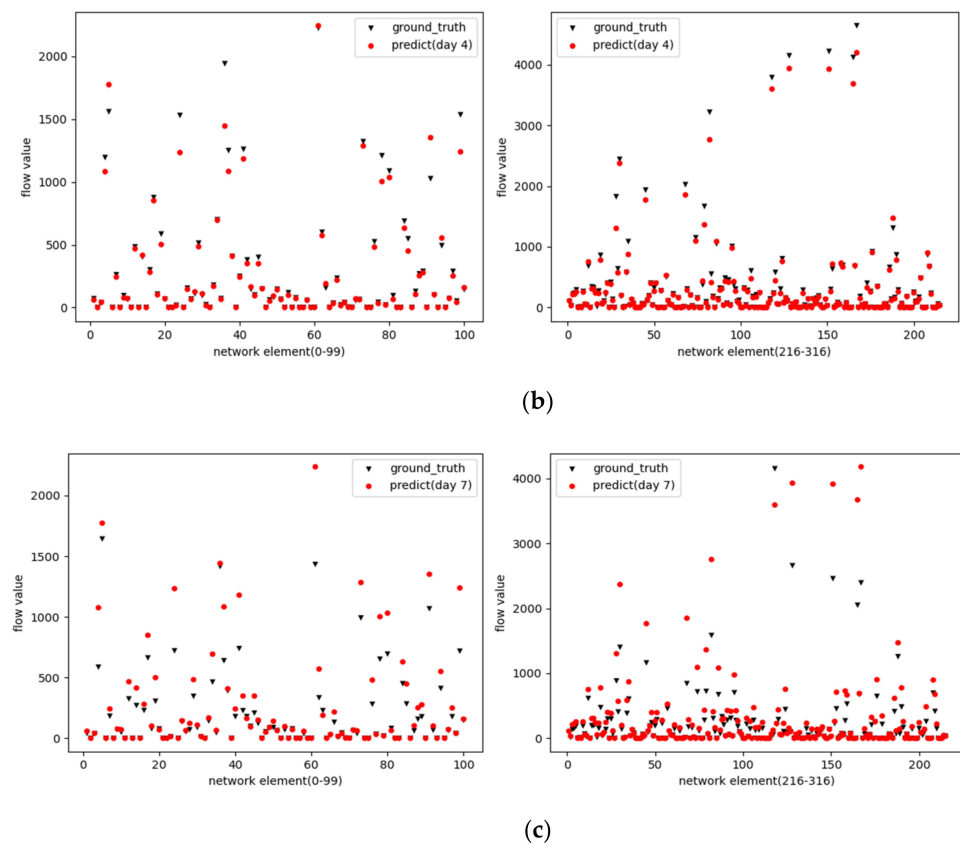 ground_truth
predict(day 4)
flow value
2000
1500
1000
500
0
0
20
40
60
80
100
network element(0-99)
ground_truth
predict(day 4)
flow value
4000
3000
2000
1000
0
0
50
100
150
200
network element(216-316)
(b)
ground_truth
predict(day 7)
flow value
2000
1500
1000
500
0
0
20
40
60
80
100
network element(0-99)
ground_truth
predict(day 7)
flow value
4000
3000
2000
1000
0
0
50
100
150
200
network element(216-316)
(c)